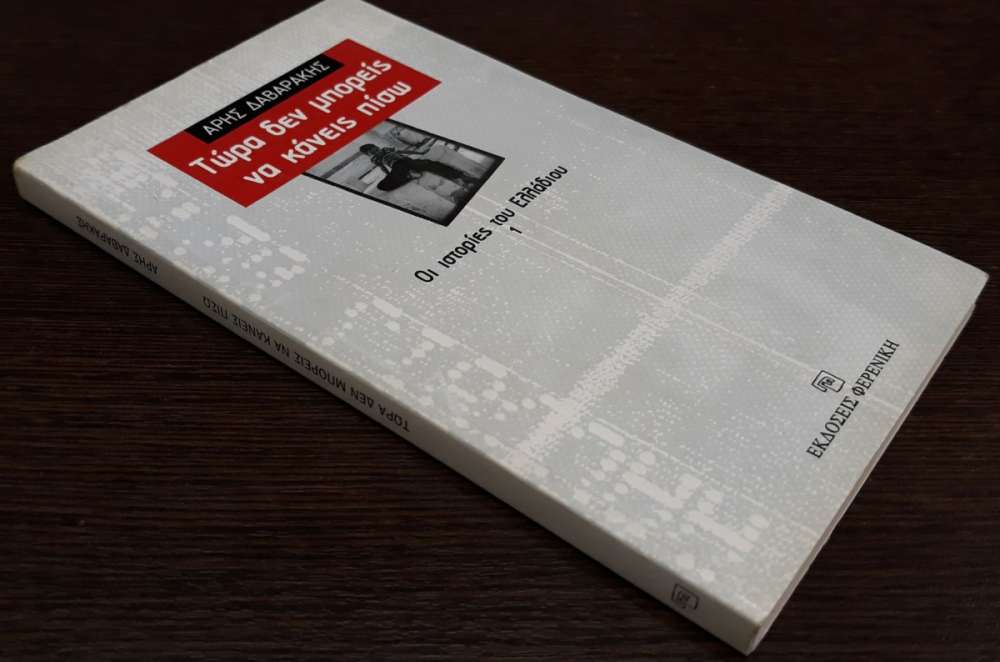 ΑΡΗΣ ΔΑΒΑΡΑΚΗΣ
Τώρα δεν μπορείς
να κάνεις πίσω
Οι ιστορίες του Ελλάδιου
1
ΕΚΔΟΣΕΙΣ ΦΕΡΕΝΙΚΗ
ΑΡΗΣ ΔΑΒΑΡΑΚΗΣ
ΤΩΡΑ ΔΕΝ ΜΠΟΡΕΙΣ ΝΑ ΚΑΝΕΙΣ ΠΙΣΩ